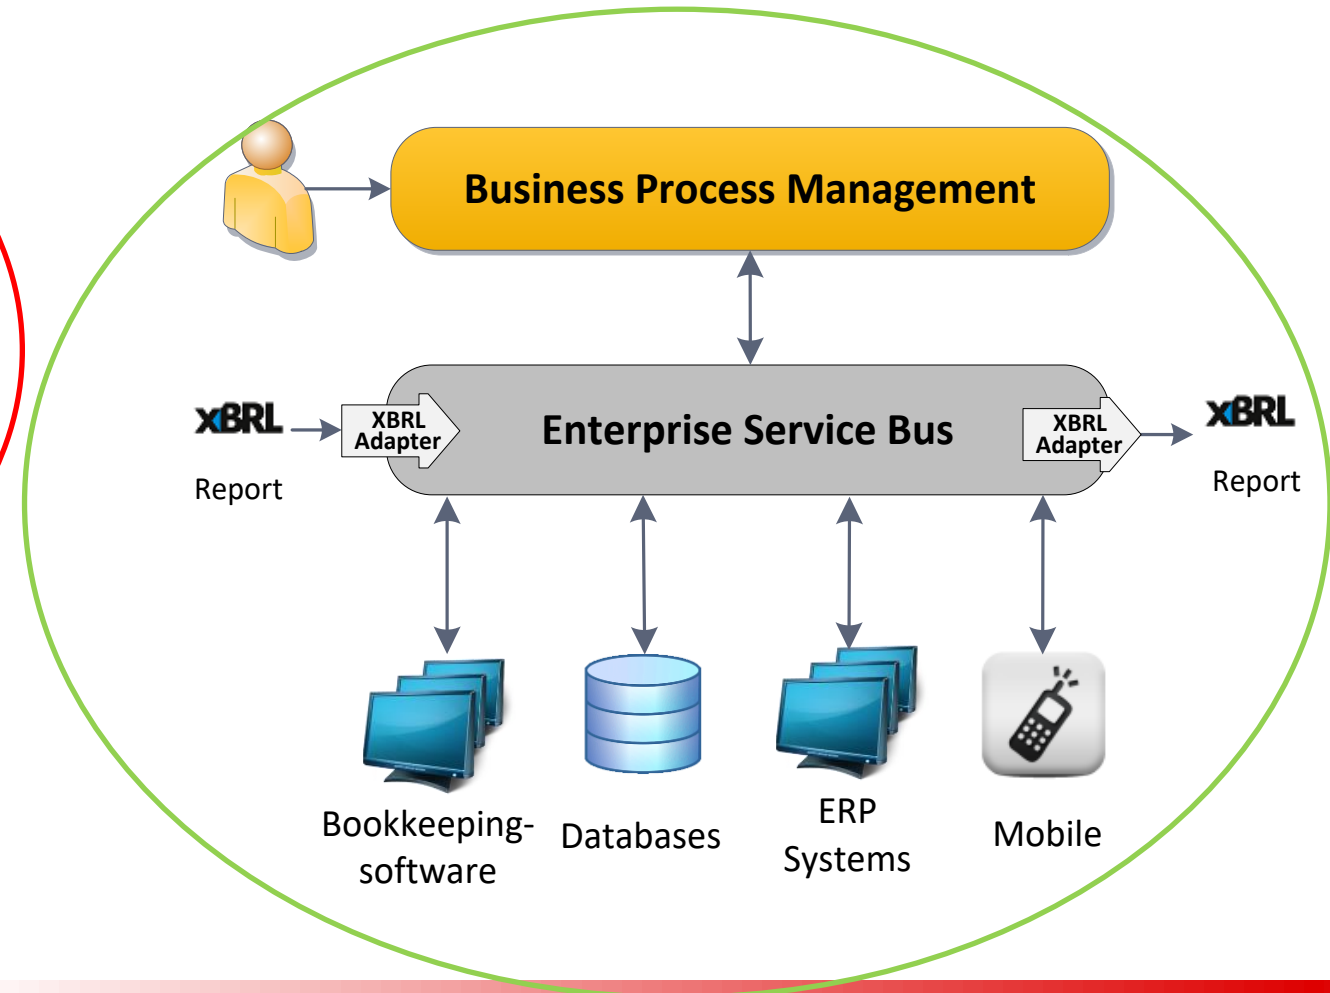 Business Process Management
XBRL
Report
XBRL
Adapter
Enterprise Service Bus
XBRL
Adapter
XBRL
Report
Bookkeeping-
software
Databases
ERP
Systems
Mobile